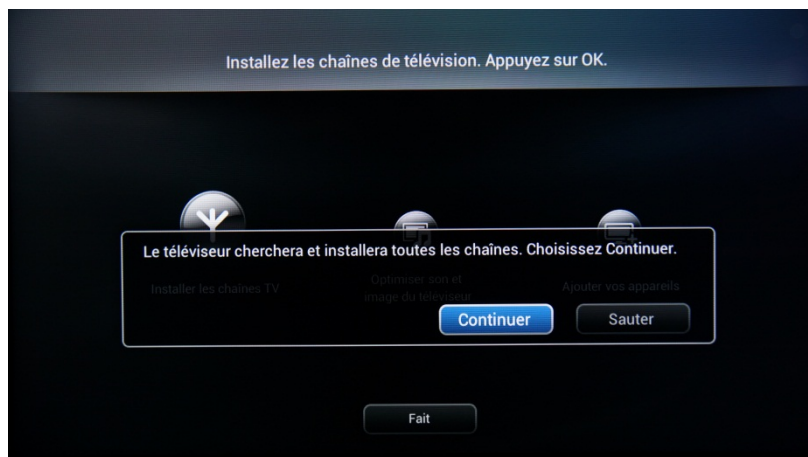 Installez les chaînes de télévision. Appuyez sur OK.
Le téléviseur cherchera et installera toutes les chaînes. Choisissez Continuer.
Installer les chaînes TV
Optimiser son et
image du téléviseur
Ajouter vos appareils
Continuer
Sauter
Fait